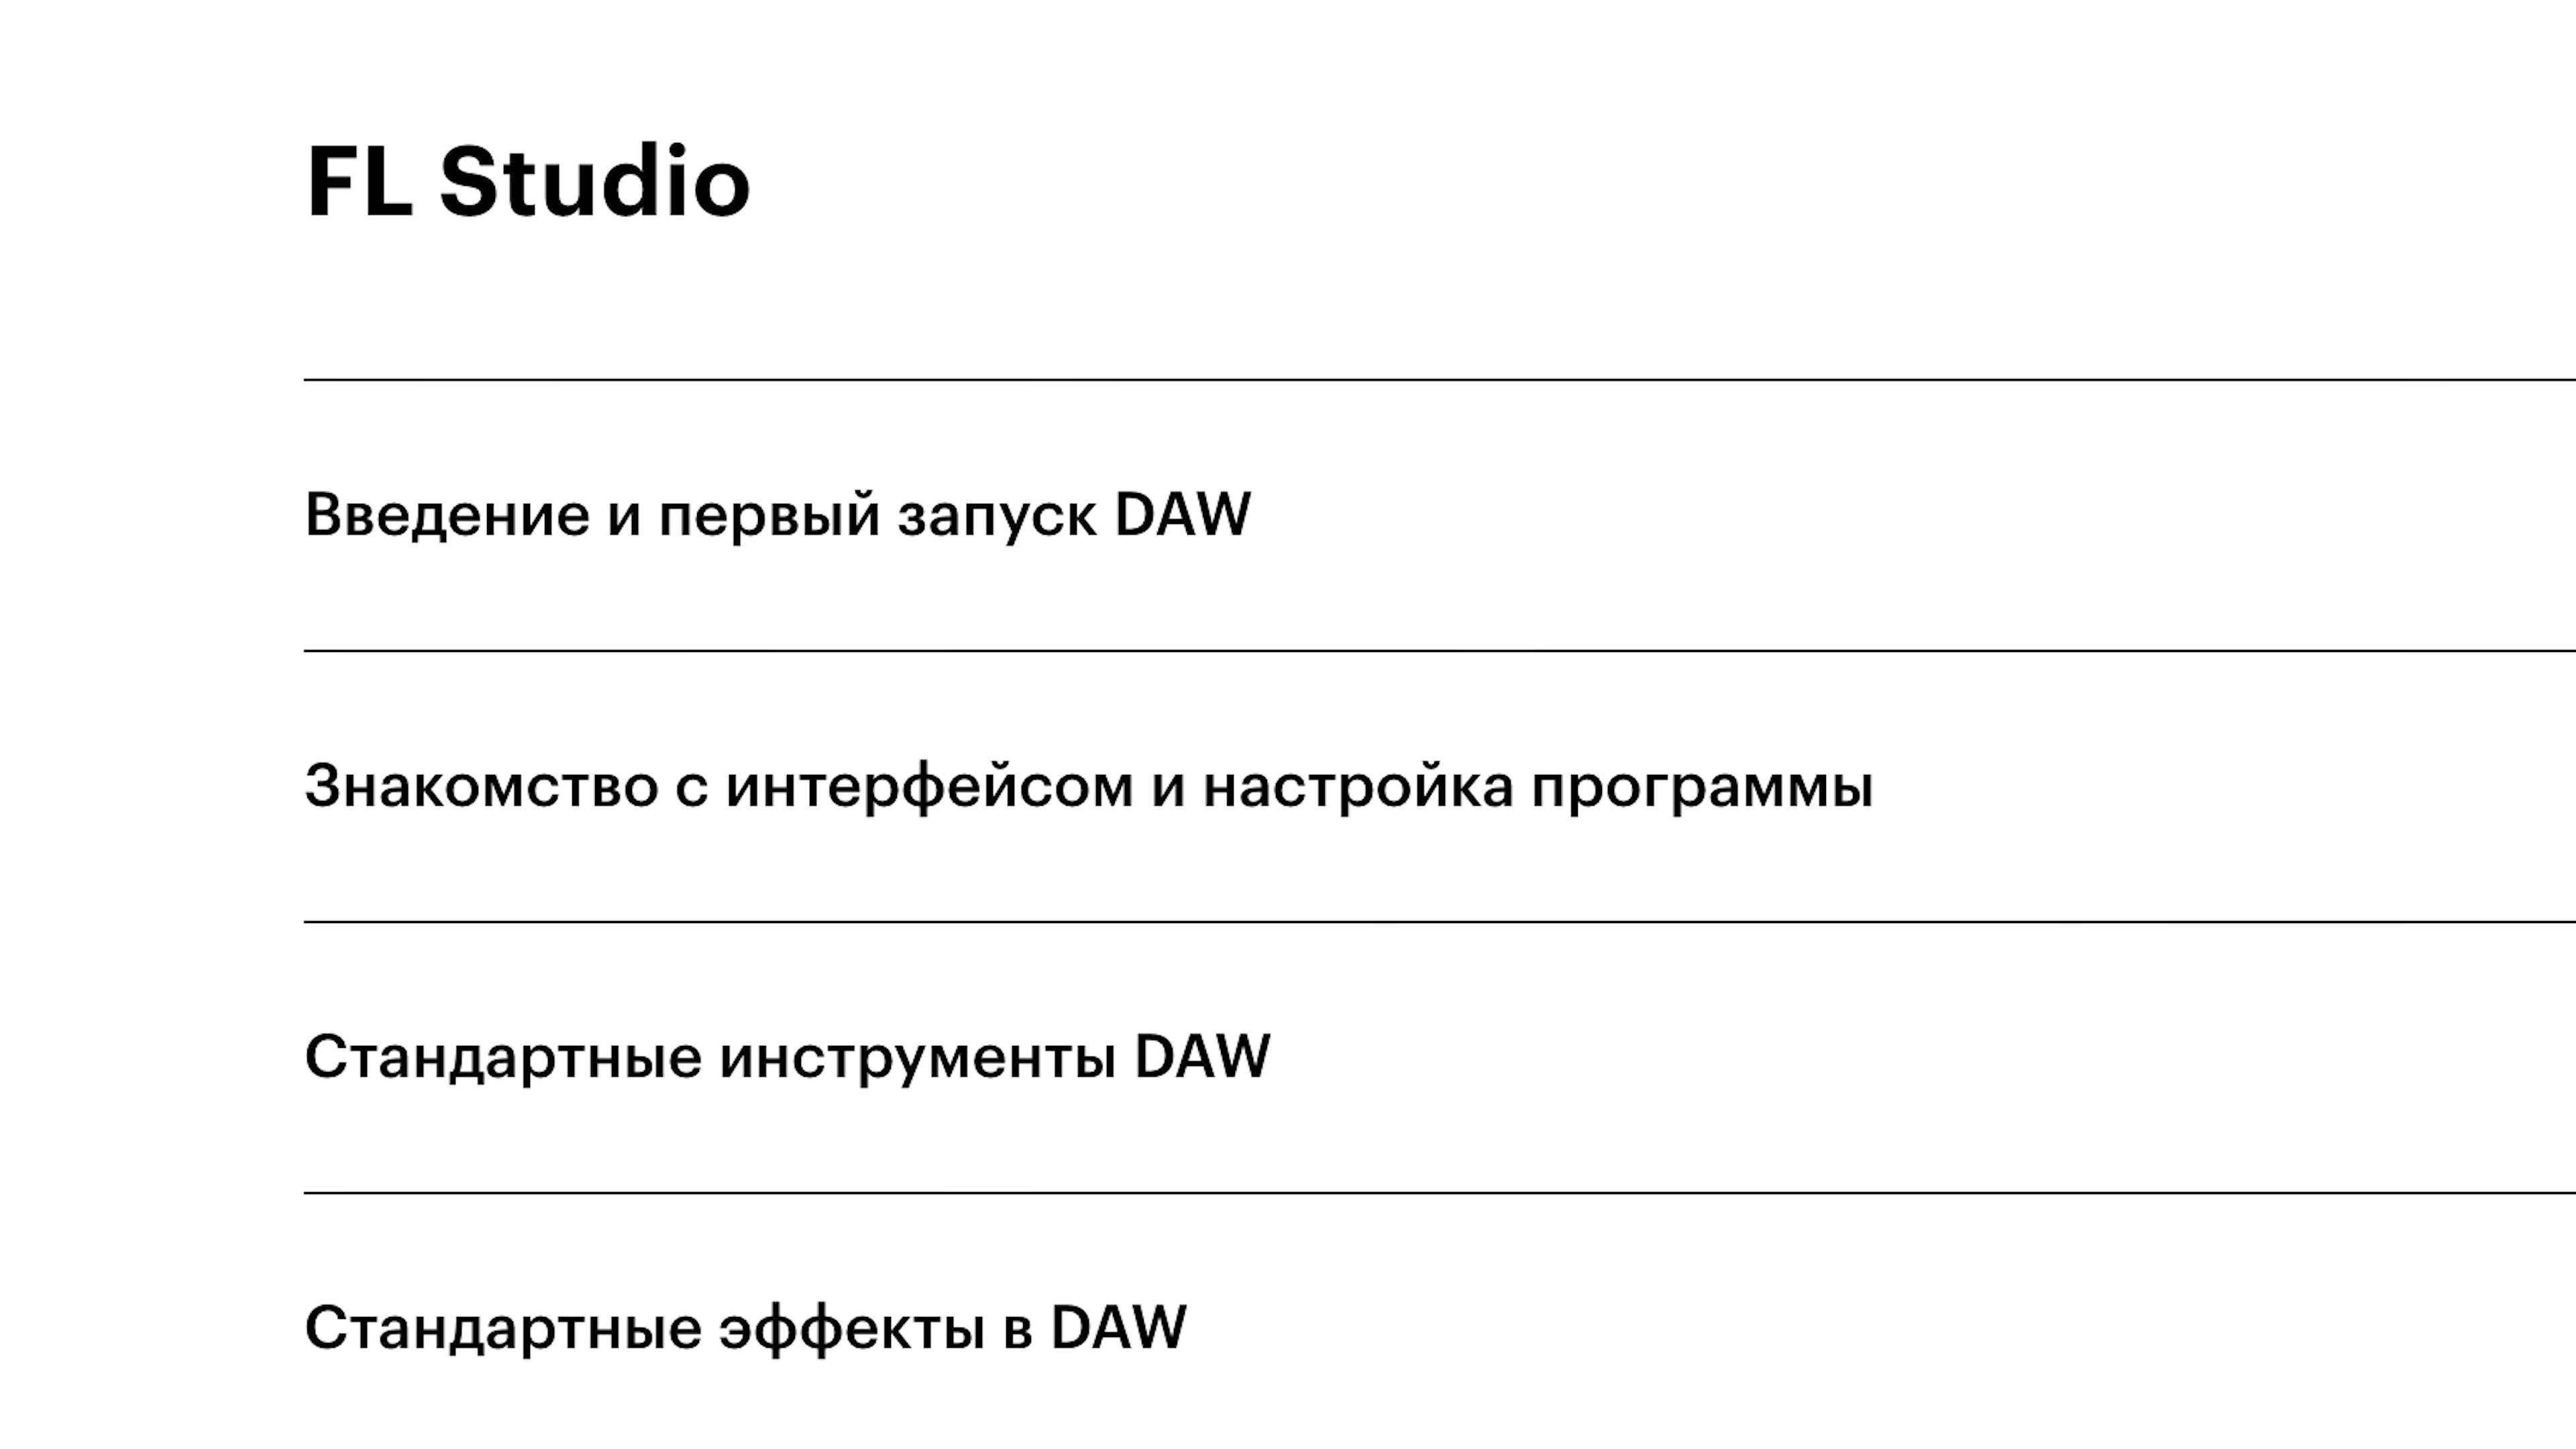 FL Studio
Введение и первый запуск DAW
Знакомство с интерфейсом и настройка программы
Стандартные инструменты DAW
Стандартные эффекты в DAW